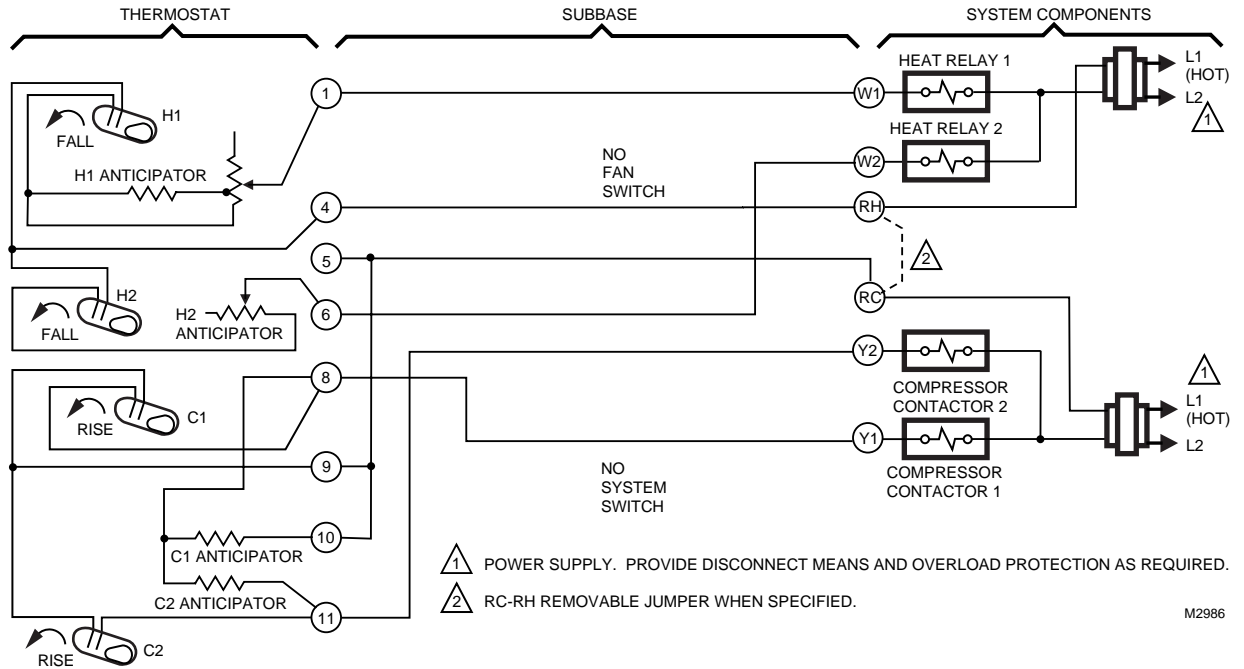 THERMOSTAT
SUBBASE
SYSTEM COMPONENTS
H1
FALL
H1 ANTICIPATOR
1
4
5
H2
FALL
H2
ANTICIPATOR
6
C1
RISE
8
9
10
C1 ANTICIPATOR
C2 ANTICIPATOR
11
C2
RISE
NO
FAN
SWITCH
NO
SYSTEM
SWITCH
HEAT RELAY 1
W1
HEAT RELAY 2
W2
RH
2
RC
Y2
COMPRESSOR
CONTACTOR 2
Y1
COMPRESSOR
CONTACTOR 1
L1
(HOT)
L2
1
1
L1
(HOT)
L2
1 POWER SUPPLY. PROVIDE DISCONNECT MEANS AND OVERLOAD PROTECTION AS REQUIRED.
2 RC-RH REMOVABLE JUMPER WHEN SPECIFIED.
M2986